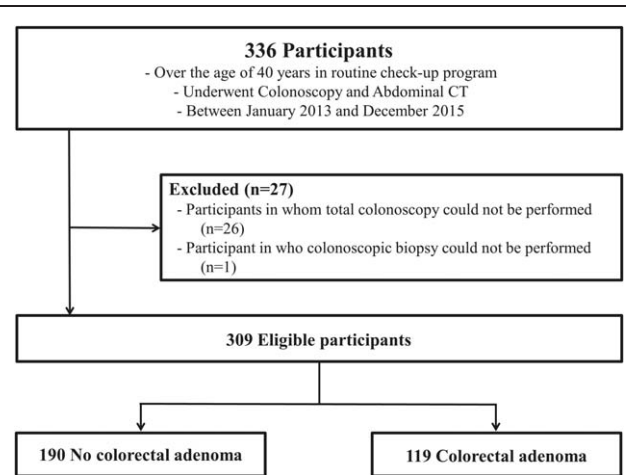 336 Participants
- Over the age of 40 years in routine check-up program
- Underwent Colonoscopy and Abdominal CT
- Between January 2013 and December 2015
Excluded (n=27)
- Participants in whom total colonoscopy could not be performed
(n=26)
- Participant in who colonoscopic biopsy could not be performed
(n=1)
309 Eligible participants
190 No colorectal adenoma
119 Colorectal adenoma